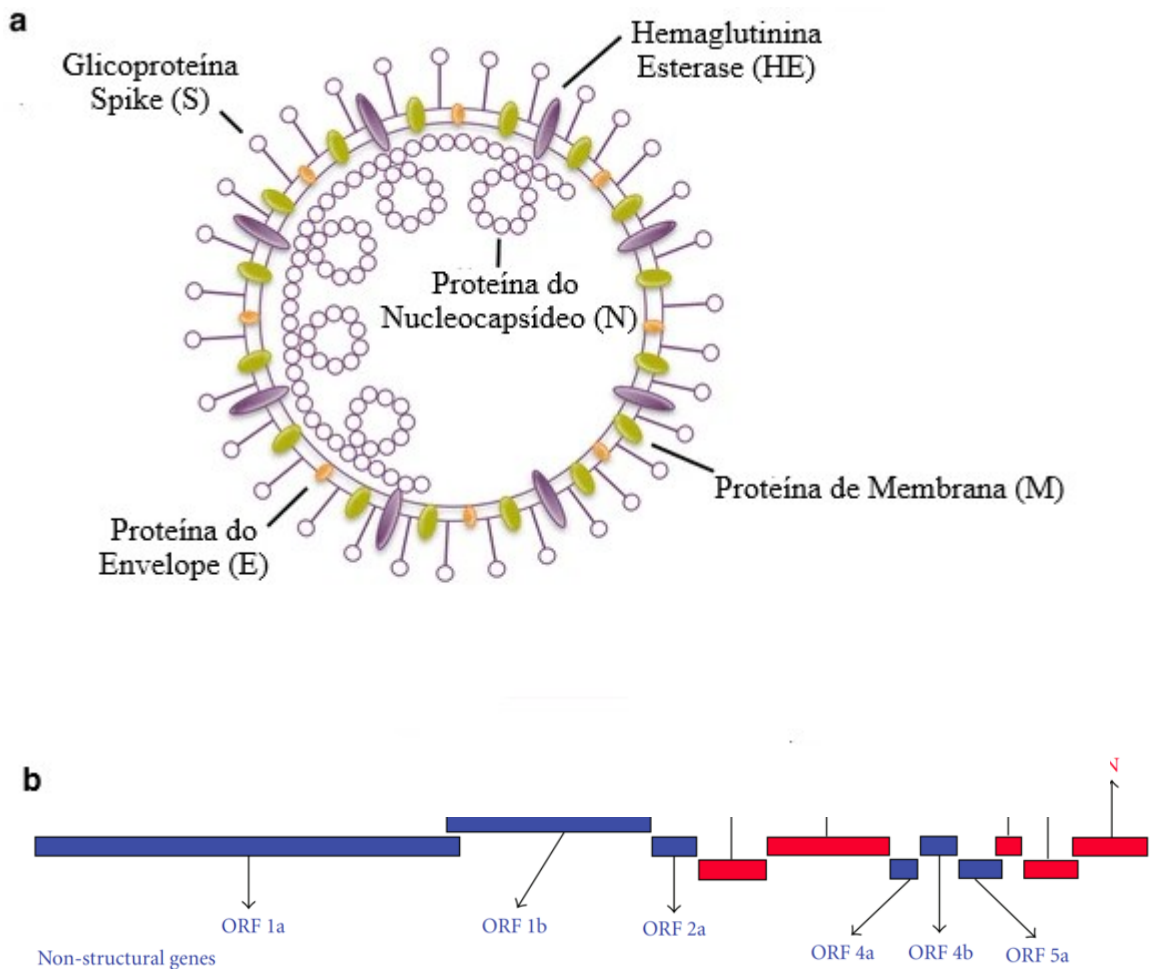 a
Glicoproteína
Spike (S)
Hemaglutinina
Esterase (HE)
Proteína do
Nucleocapsídeo (N)
Proteína de Membrana (M)
Proteína do
Envelope (E)
b
ORF 1a
ORF 1b
ORF 2a
ORF 4a
ORF 4b
ORF 5a
Non-structural genes